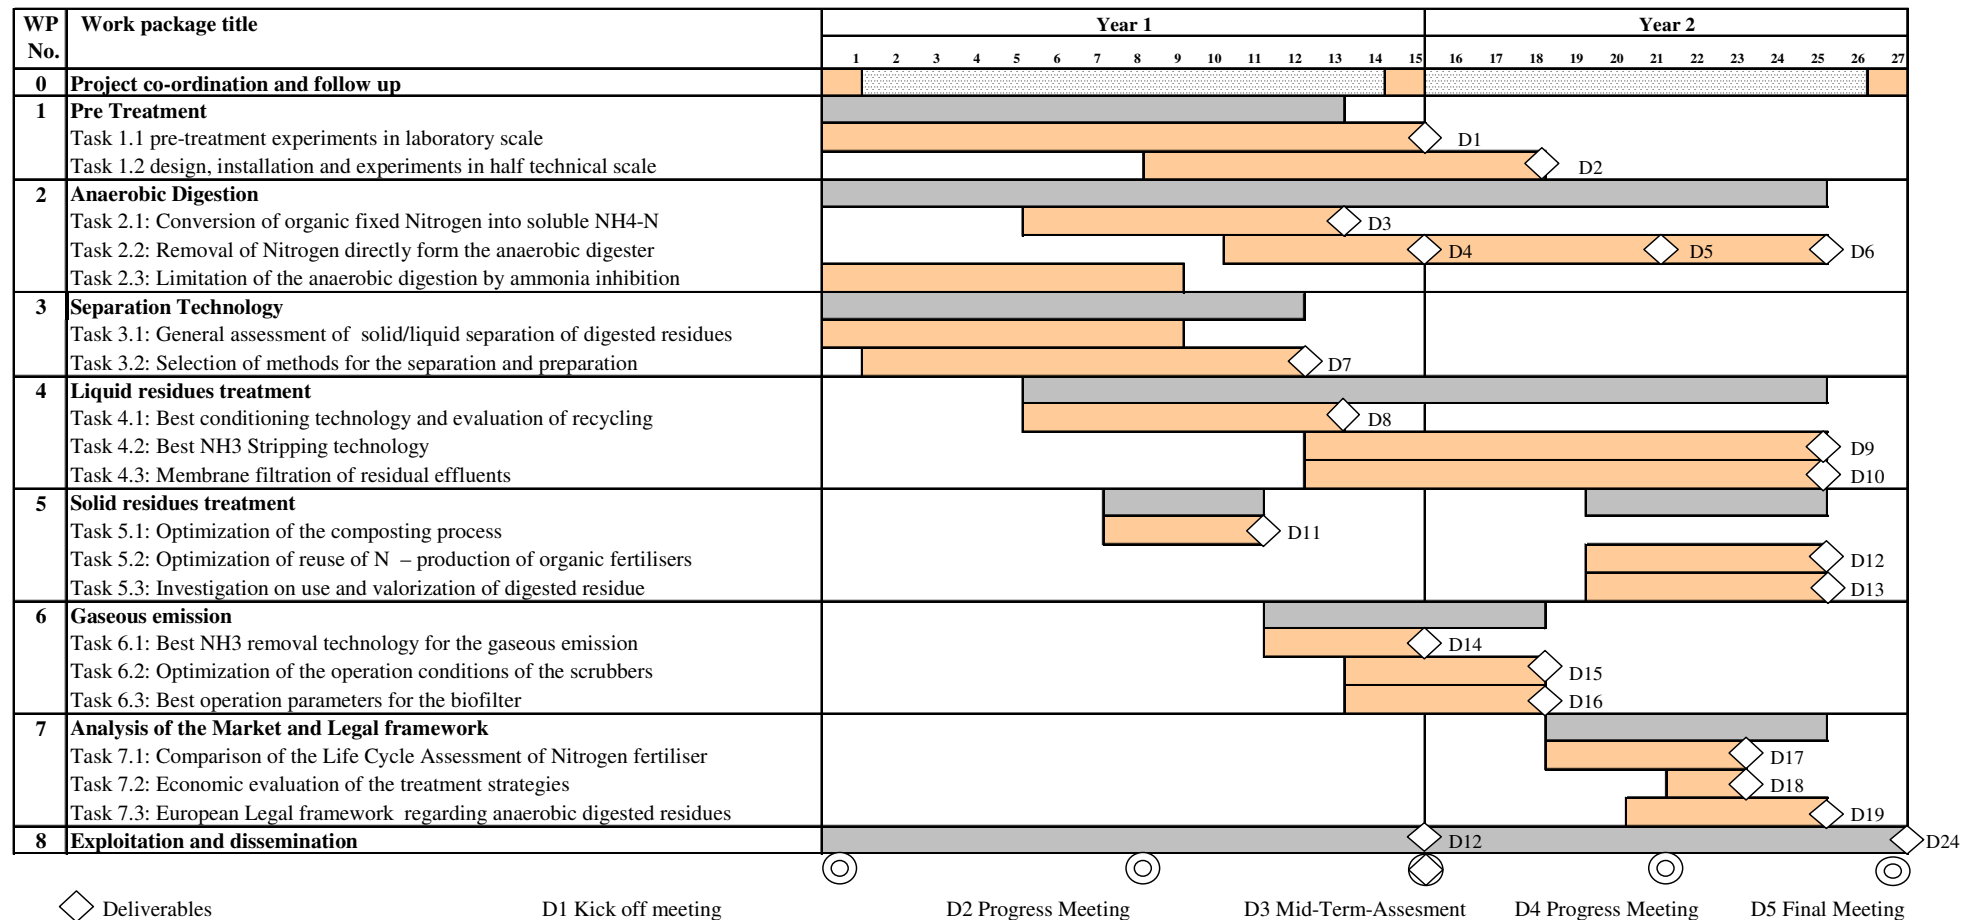 WP Work package title Year 1 Year 2
No. 1 2 3 4 5 6 7 8 9 10 11 12 13 14 15 16 17 18 19 20 21 22 23 24 25 26 27
0 Project co-ordination and follow up
1 Pre Treatment
Task 1.1 pre-treatment experiments in laboratory scale D1
Task 1.2 design, installation and experiments in half technical scale D2
2 Anaerobic Digestion
Task 2.1: Conversion of organic fixed Nitrogen into soluble NH4-N D3
Task 2.2: Removal of Nitrogen directly form the anaerobic digester D4 D5 D6
Task 2.3: Limitation of the anaerobic digestion by ammonia inhibition
3 Separation Technology
Task 3.1: General assessment of solid/liquid separation of digested residues
Task 3.2: Selection of methods for the separation and preparation D7
4 Liquid residues treatment
Task 4.1: Best conditioning technology and evaluation of recycling D8
Task 4.2: Best NH3 Stripping technology D9
Task 4.3: Membrane filtration of residual effluents D10
5 Solid residues treatment
Task 5.1: Optimization of the composting process D11
Task 5.2: Optimization of reuse of N – production of organic fertilisers D12
Task 5.3: Investigation on use and valorization of digested residue D13
6 Gaseous emission
Task 6.1: Best NH3 removal technology for the gaseous emission D14
Task 6.2: Optimization of the operation conditions of the scrubbers D15
Task 6.3: Best operation parameters for the biofilter D16
7 Analysis of the Market and Legal framework
Task 7.1: Comparison of the Life Cycle Assessment of Nitrogen fertiliser D17
Task 7.2: Economic evaluation of the treatment strategies D18
Task 7.3: European Legal framework regarding anaerobic digested residues D19
8 Exploitation and dissemination D12 D24
Deliverables D1 Kick off meeting D2 Progress Meeting D3 Mid-Term-Assesment D4 Progress Meeting D5 Final Meeting